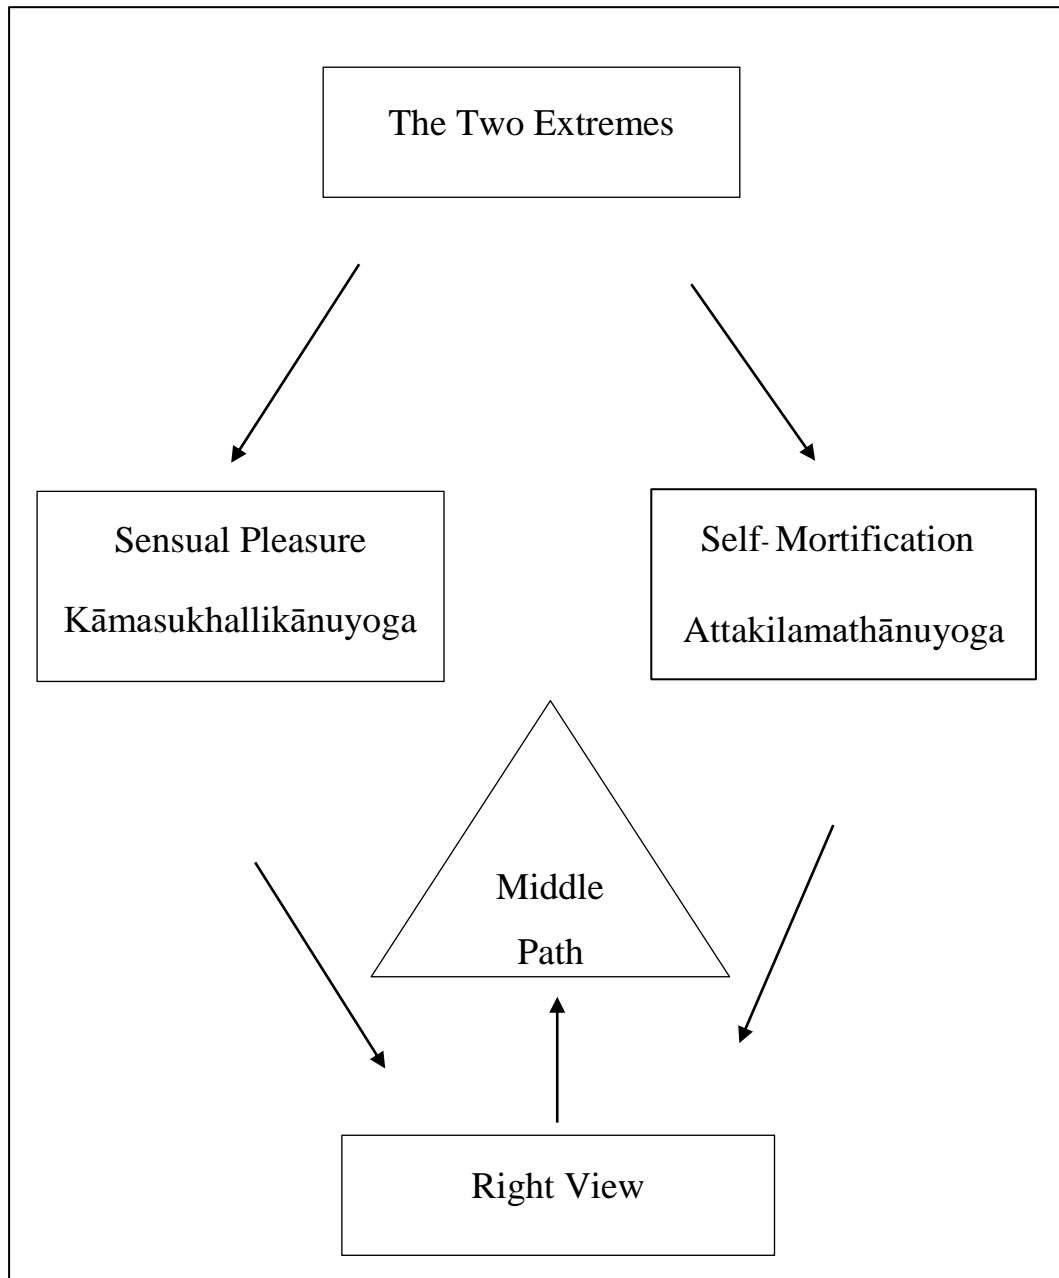 The Two Extremes
Sensual Pleasure
Kāmasukhallikānuyoga
Self- Mortification
Attakilamathānuyoga
Middle
Path
Right View